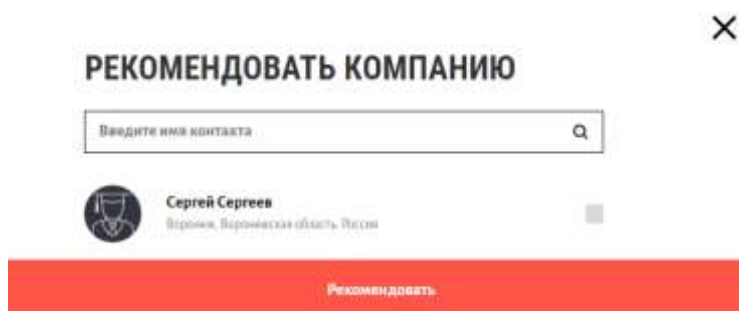 РЕКОМЕНДОВАТЬ КОМПАНИЮ
Введите имя контакта
Сергей Сергеев
Воронеж, Воронежская область, Россия
Рекомендовать